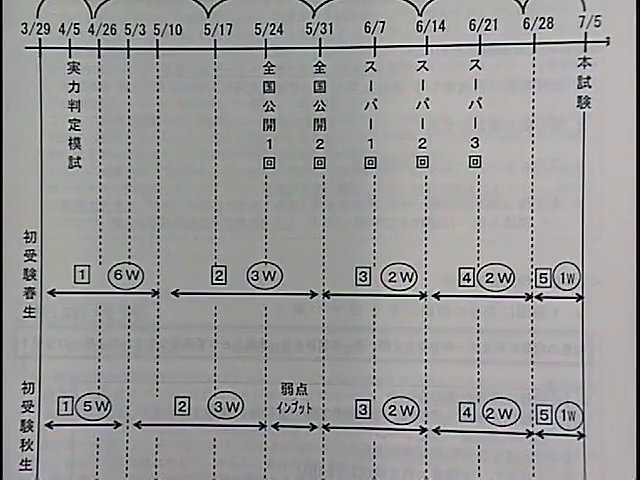 3/29 4/5 4/26 5/3 5/10 5/17 5/24 5/31 6/7 6/14 6/21 6/28 7/5
実力判定模試
全国公開1回
全国公開2回
スーパー1回
スーパー2回
スーパー3回
本試験
初受験春生
1 6W 2 3W 3 2W 4 2W 5 1W
初受験秋生
1 5W 2 3W 弱点インプット 3 2W 4 2W 5 1W